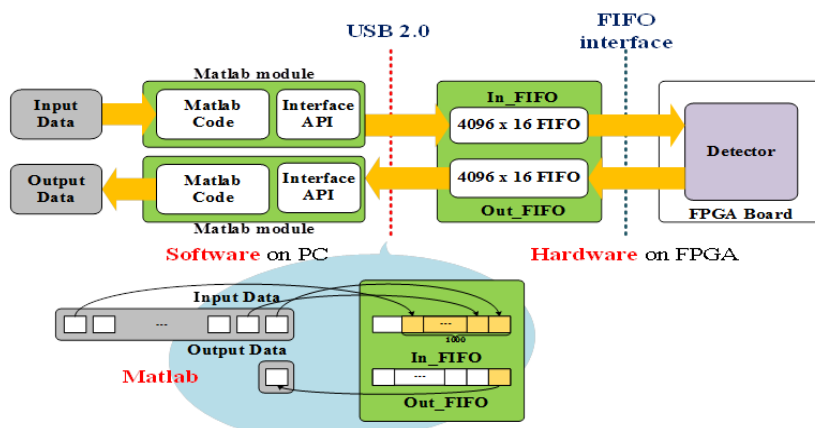 USB 2.0
FIFO
interface
Matlab module
Input
Data
Matlab
Code
Interface
API
In_FIFO
4096 x 16 FIFO
Detector
Output
Data
Matlab
Code
Interface
API
4096 x 16 FIFO
Matlab module
Out_FIFO
FPGA Board
Software on PC
Hardware on FPGA
Input Data
---
Output Data
---
1000
In_FIFO
Matlab
---
Out_FIFO